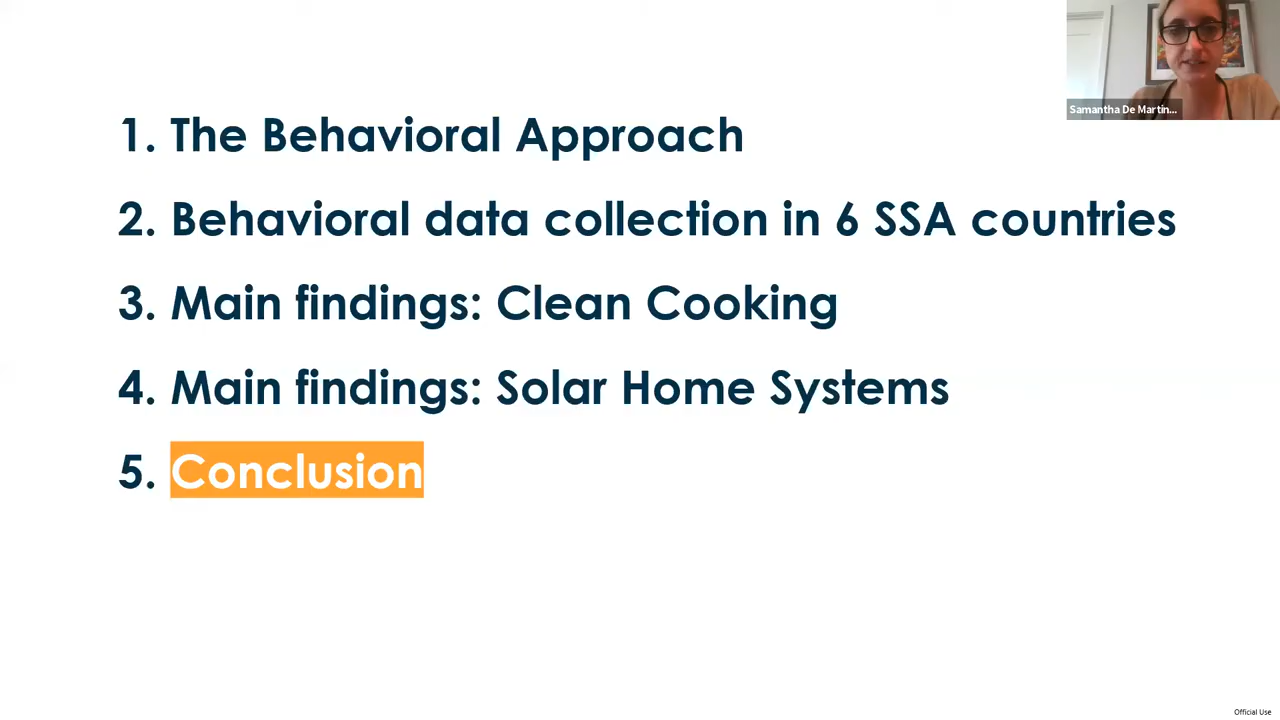 Samantha De Martin...
1. The Behavioral Approach
2. Behavioral data collection in 6 SSA countries
3. Main findings: Clean Cooking
4. Main findings: Solar Home Systems
5. Conclusion
Official Use